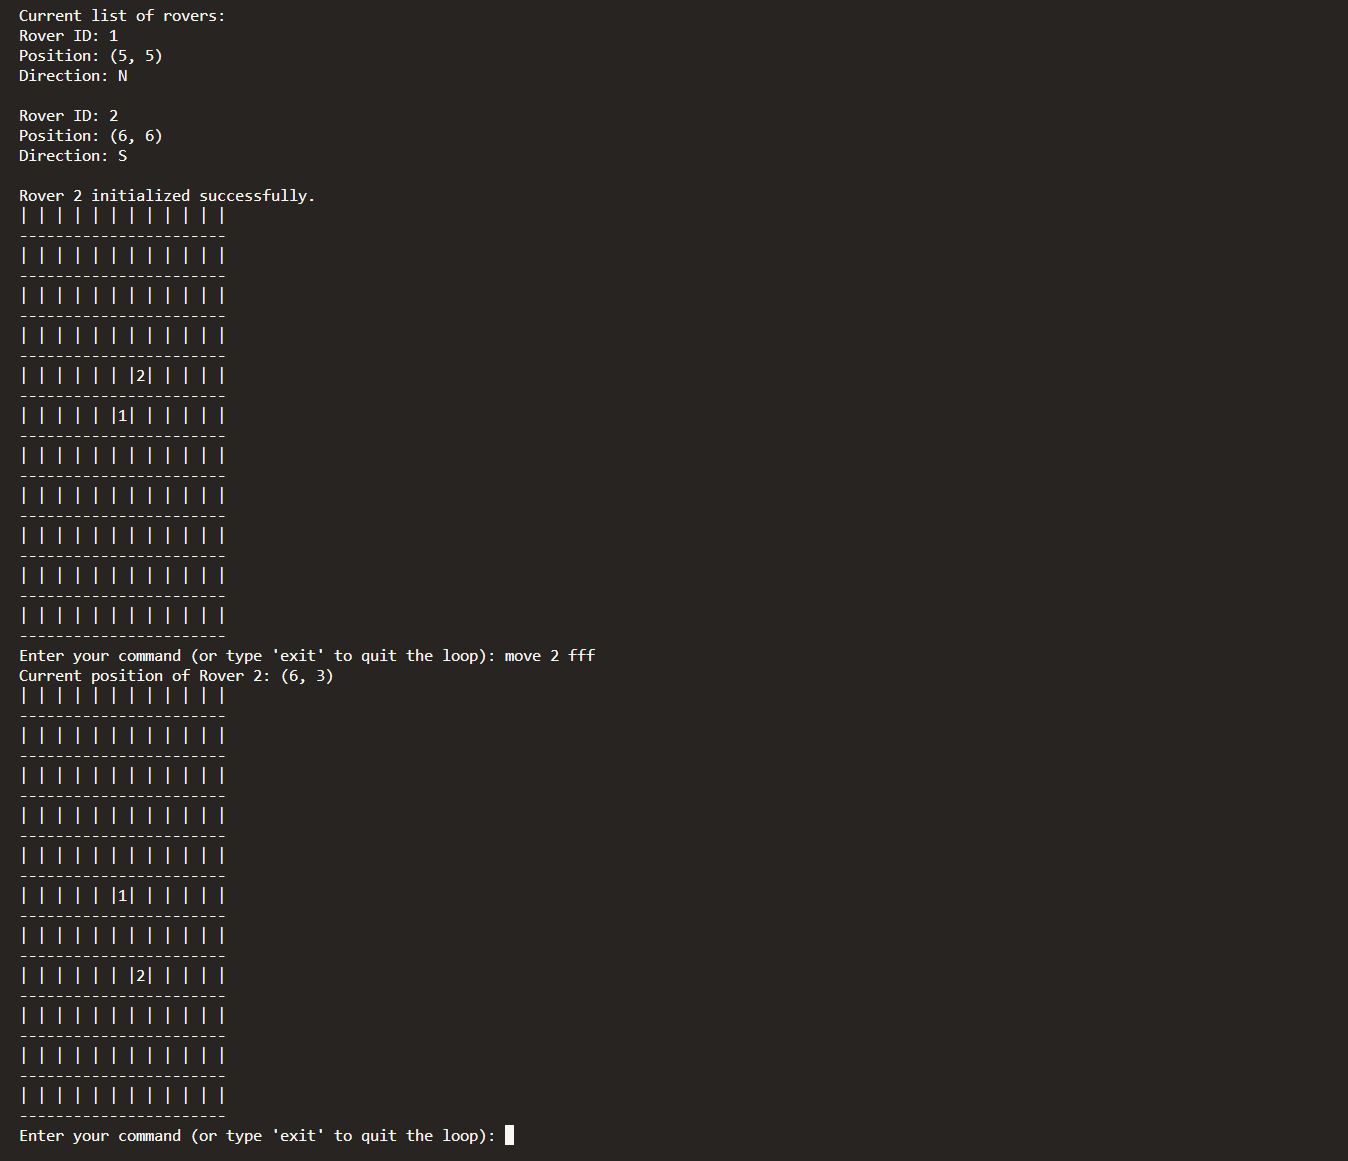 Current list of rovers:
Rover ID: 1
Position: (5, 5)
Direction: N

Rover ID: 2
Position: (6, 6)
Direction: S

Rover 2 initialized successfully.
| | | | | | | | | | | |
-----------------------
| | | | | | | | | | | |
-----------------------
| | | | | | | | | | | |
-----------------------
| | | | | | | | | | | |
-----------------------
| | | | | | |2| | | | |
-----------------------
| | | | | |1| | | | | |
-----------------------
| | | | | | | | | | | |
-----------------------
| | | | | | | | | | | |
-----------------------
| | | | | | | | | | | |
-----------------------
| | | | | | | | | | | |
-----------------------
| | | | | | | | | | | |
-----------------------
Enter your command (or type 'exit' to quit the loop): move 2 fff
Current position of Rover 2: (6, 3)
| | | | | | | | | | | |
-----------------------
| | | | | | | | | | | |
-----------------------
| | | | | | | | | | | |
-----------------------
| | | | | | | | | | | |
-----------------------
| | | | | | | | | | | |
-----------------------
| | | | | |1| | | | | |
-----------------------
| | | | | | | | | | | |
-----------------------
| | | | | | |2| | | | |
-----------------------
| | | | | | | | | | | |
-----------------------
| | | | | | | | | | | |
-----------------------
| | | | | | | | | | | |
-----------------------
Enter your command (or type 'exit' to quit the loop):